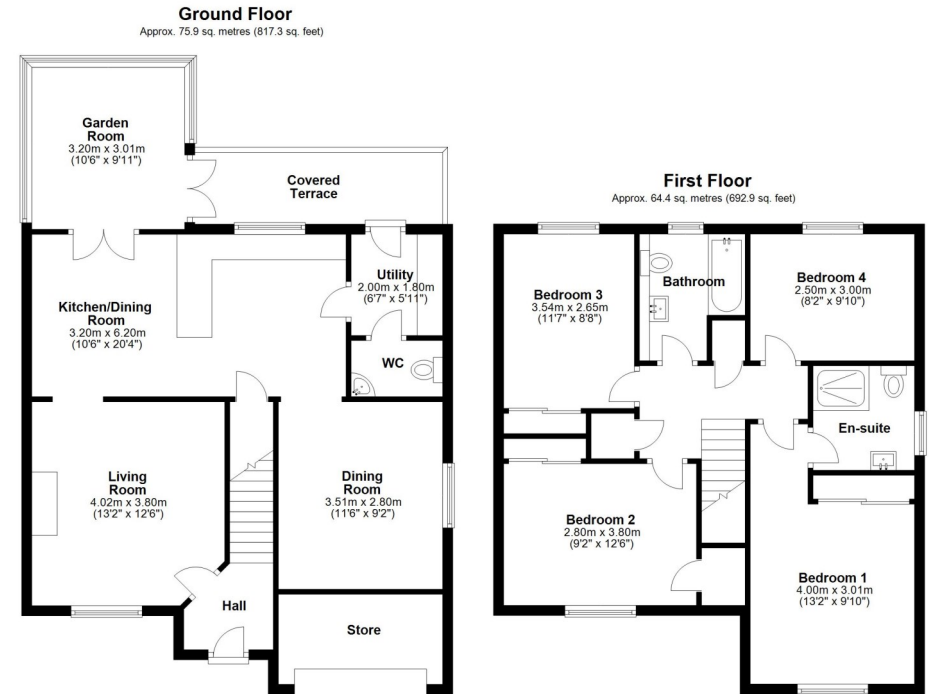 Ground Floor
Approx. 75.9 sq. metres (817.3 sq. feet)
Garden
Room
3.20m x 3.01m
(10'6" x 9'11")
Covered
Terrace
Utility
2.00m x 1.80m
(6'7" x 5'11")
Kitchen/Dining
Room
3.20m x 6.20m
(10'6" x 20'4")
WC
Living
Room
4.02m x 3.80m
(13'2" x 12'6")
Dining
Room
3.51m x 2.80m
(11'6" x 9'2")
Hall
Store
First Floor
Approx. 64.4 sq. metres (692.9 sq. feet)
Bedroom 3
3.54m x 2.65m
(11'7" x 8'8")
Bathroom
Bedroom 4
2.50m x 3.00m
(8'2" x 9'10")
En-suite
Bedroom 2
2.80m x 3.80m
(9'2" x 12'6")
Bedroom 1
4.00m x 3.01m
(13'2" x 9'10")